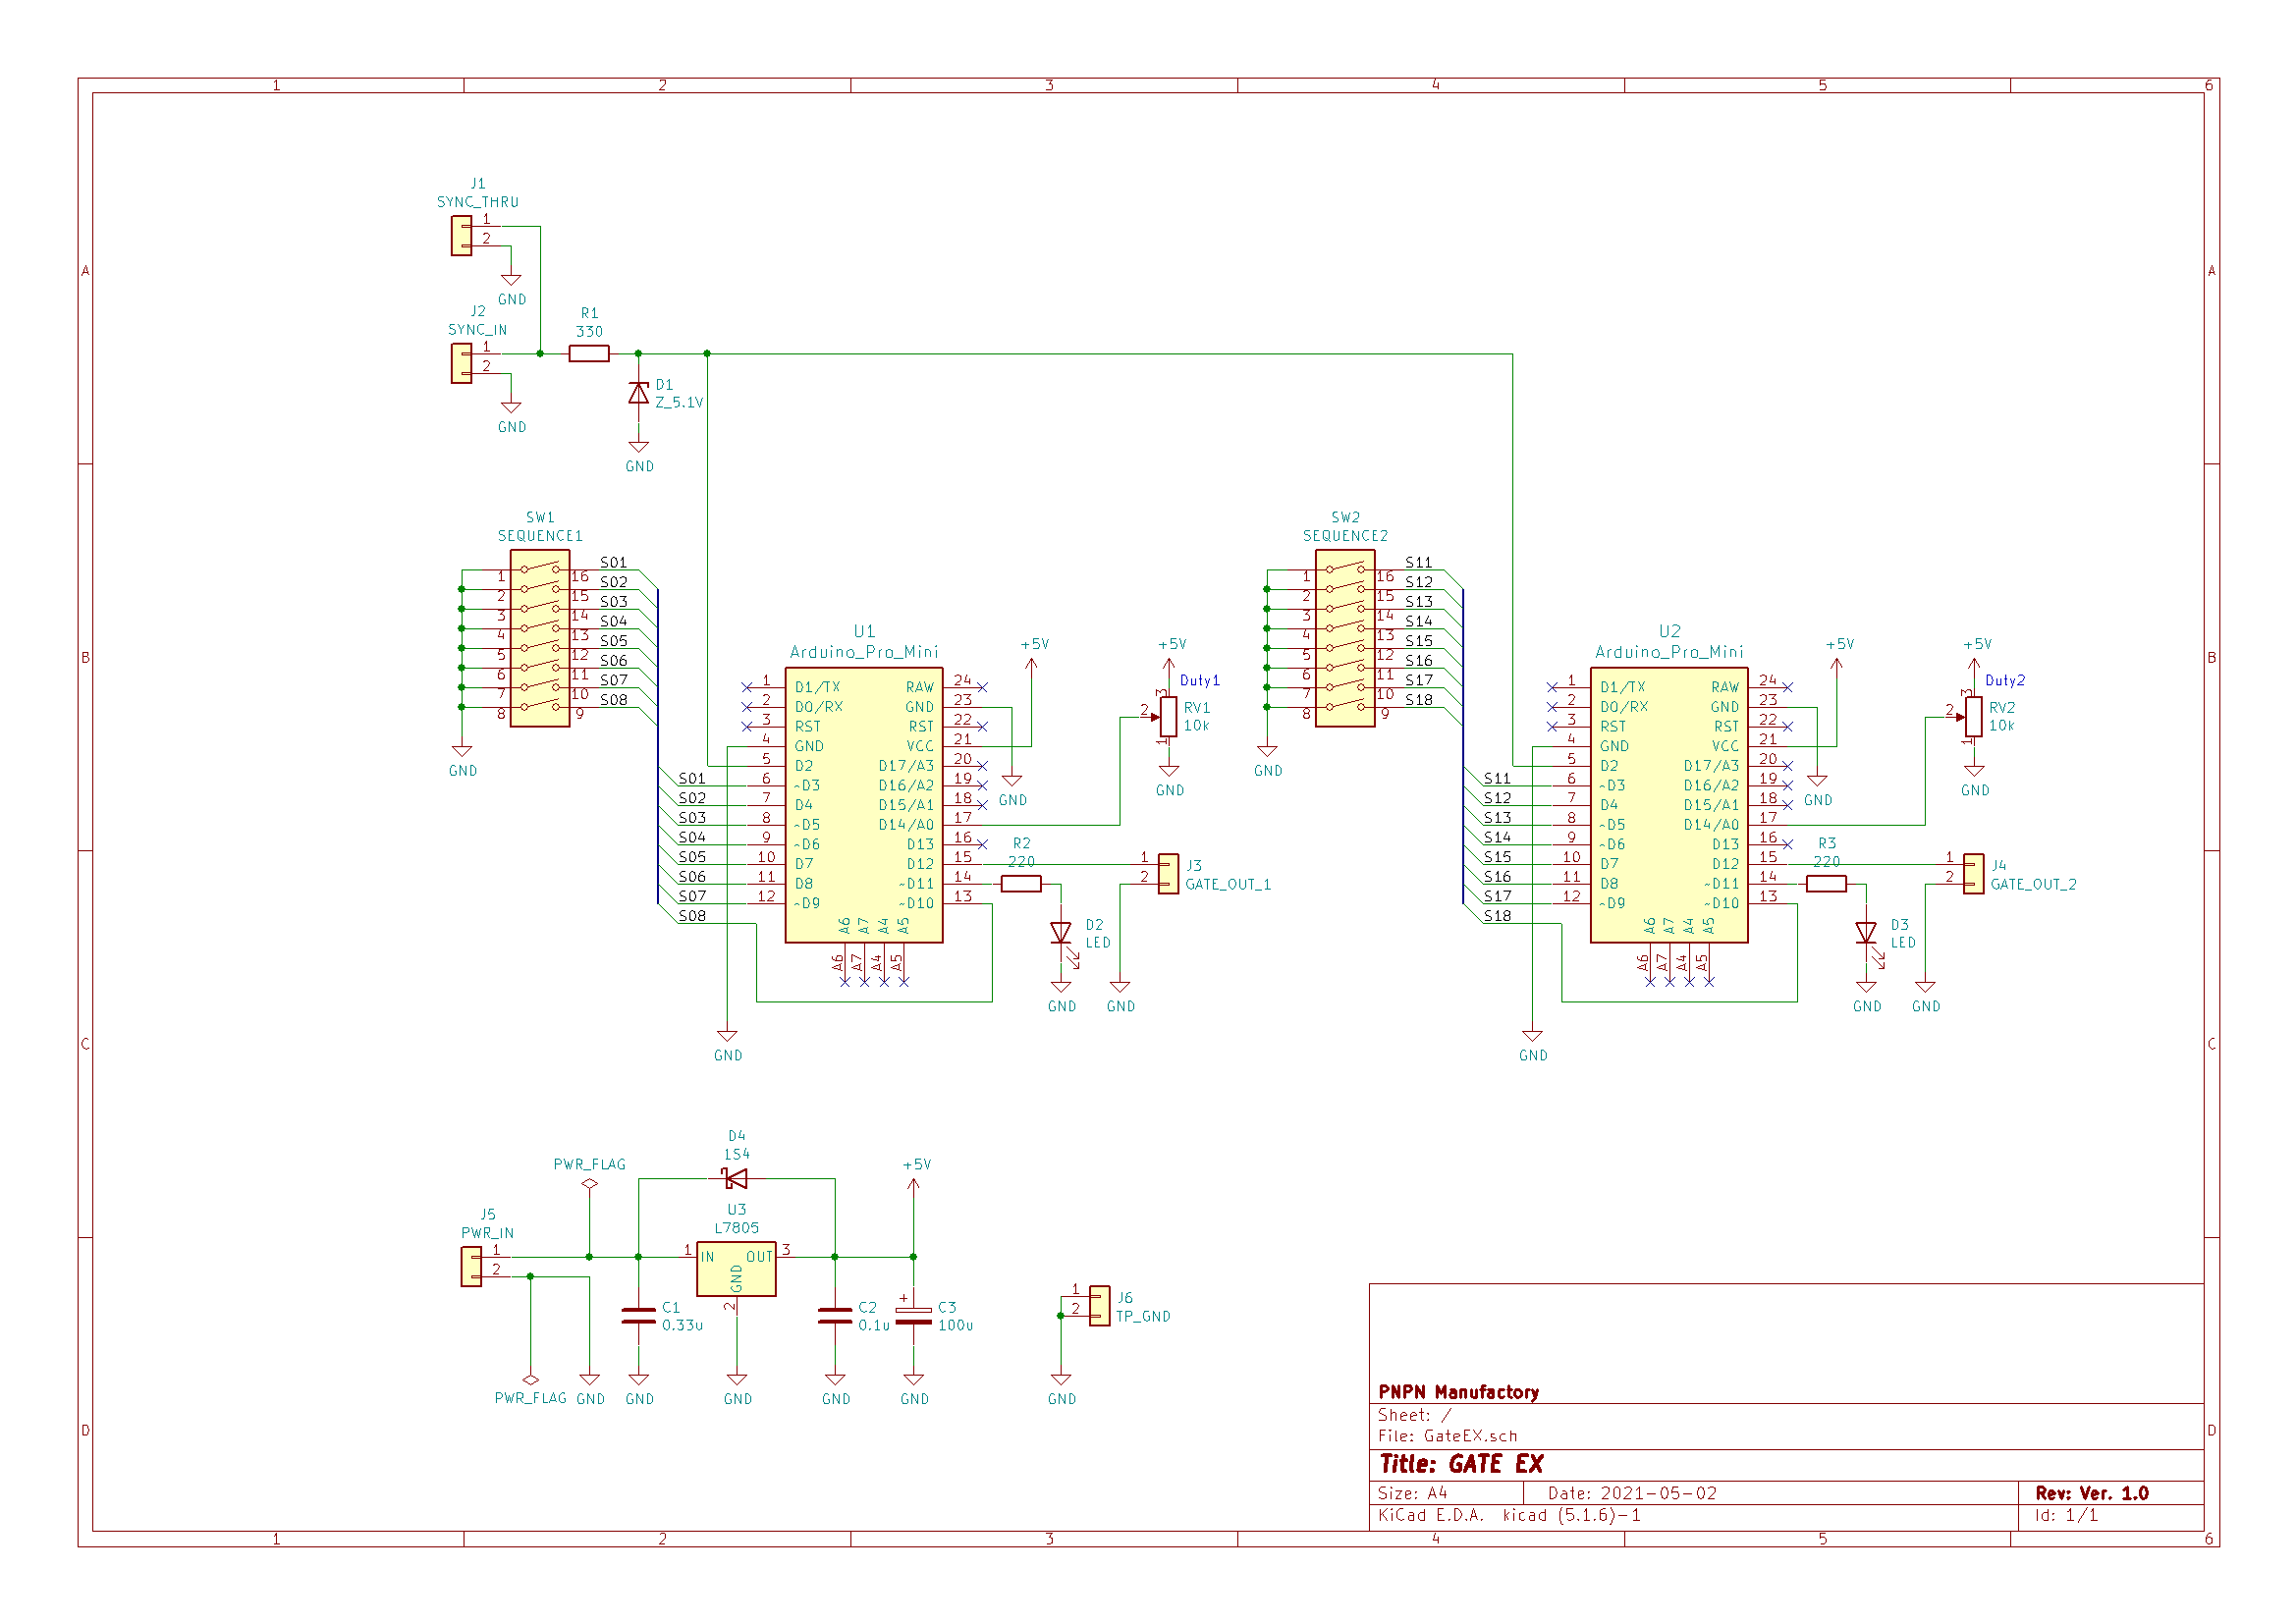 1 2 3 4 5 6
A A
B B
C C
D D
J1
SYNC_THRU
1
2
GND
J2
SYNC_IN
1
2
GND
R1
330
D1
Z_5.1V
GND
SW1
SEQUENCE1
1 16 S01
2 15 S02
3 14 S03
4 13 S04
5 12 S05
6 11 S06
7 10 S07
8 9 S08
GND
S01
S02
S03
S04
S05
S06
S07
S08
U1
Arduino_Pro_Mini
1 D1/TX RAW 24
2 D0/RX GND 23
3 RST RST 22
4 GND VCC 21
5 D2 D17/A3 20
6 ~D3 D16/A2 19
7 D4 D15/A1 18
8 ~D5 D14/A0 17
9 ~D6 D13 16
10 D7 D12 15
11 D8 ~D11 14
12 ~D9 ~D10 13
A6 A7 A4 A5
A6 A7 A4 A5
GND
+5V
GND
+5V
Duty1
3
2
1
RV1
10k
GND
R2
220
D2
LED
GND
1
2
J3
GATE_OUT_1
GND
SW2
SEQUENCE2
1 16 S11
2 15 S12
3 14 S13
4 13 S14
5 12 S15
6 11 S16
7 10 S17
8 9 S18
GND
S11
S12
S13
S14
S15
S16
S17
S18
U2
Arduino_Pro_Mini
1 D1/TX RAW 24
2 D0/RX GND 23
3 RST RST 22
4 GND VCC 21
5 D2 D17/A3 20
6 ~D3 D16/A2 19
7 D4 D15/A1 18
8 ~D5 D14/A0 17
9 ~D6 D13 16
10 D7 D12 15
11 D8 ~D11 14
12 ~D9 ~D10 13
A6 A7 A4 A5
A6 A7 A4 A5
GND
+5V
GND
+5V
Duty2
3
2
1
RV2
10k
GND
R3
220
D3
LED
GND
1
2
J4
GATE_OUT_2
GND
D4
1S4
PWR_FLAG
+5V
J5
PWR_IN
1
2
U3
L7805
1 IN OUT 3
GND
2
C1
0.33u
C2
0.1u
+
C3
100u
PWR_FLAG GND GND GND GND GND
1
2
J6
TP_GND
GND
PNPN Manufactory
Sheet: /
File: GateEX.sch
Title: GATE EX
Size: A4 Date: 2021-05-02 Rev: Ver. 1.0
KiCad E.D.A. kicad (5.1.6)-1 Id: 1/1
1 2 3 4 5 6